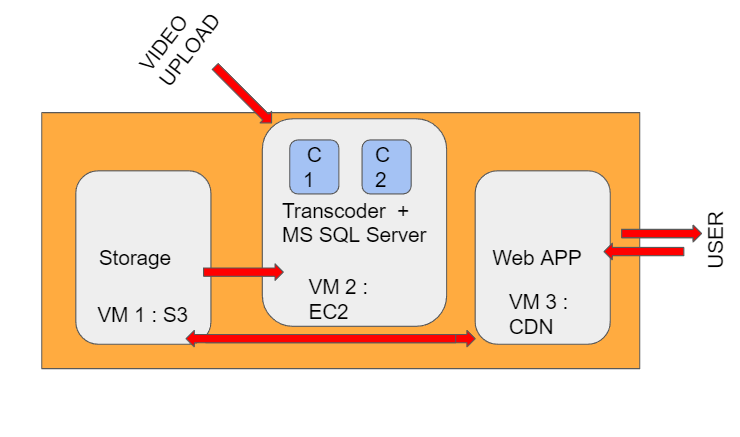 VIDEO
UPLOAD
C
1
C
2
Transcoder +
MS SQL Server
VM 2 :
EC2
Storage
VM 1 : S3
Web APP
VM 3 :
CDN
USER